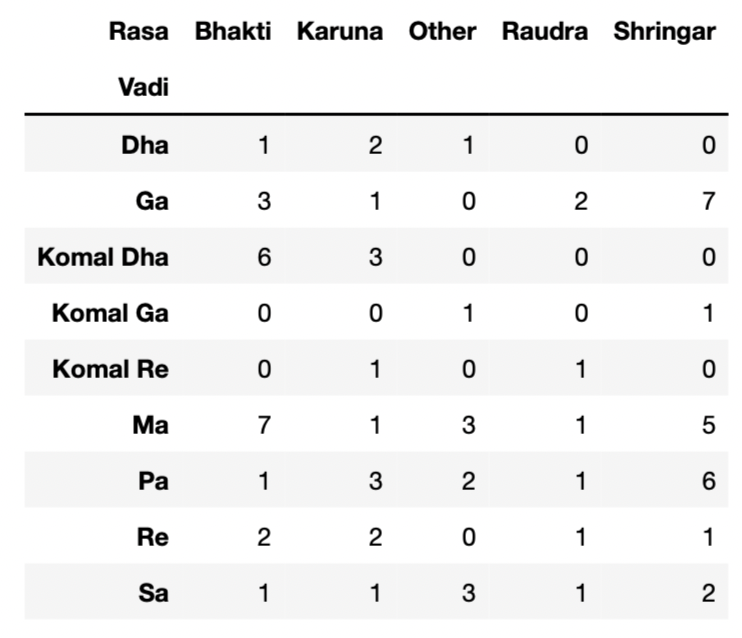 Rasa Bhakti Karuna Other Raudra Shringar
Vadi
Dha 1 2 1 0 0
Ga 3 1 0 2 7
Komal Dha 6 3 0 0 0
Komal Ga 0 0 1 0 1
Komal Re 0 1 0 1 0
Ma 7 1 3 1 5
Pa 1 3 2 1 6
Re 2 2 0 1 1
Sa 1 1 3 1 2